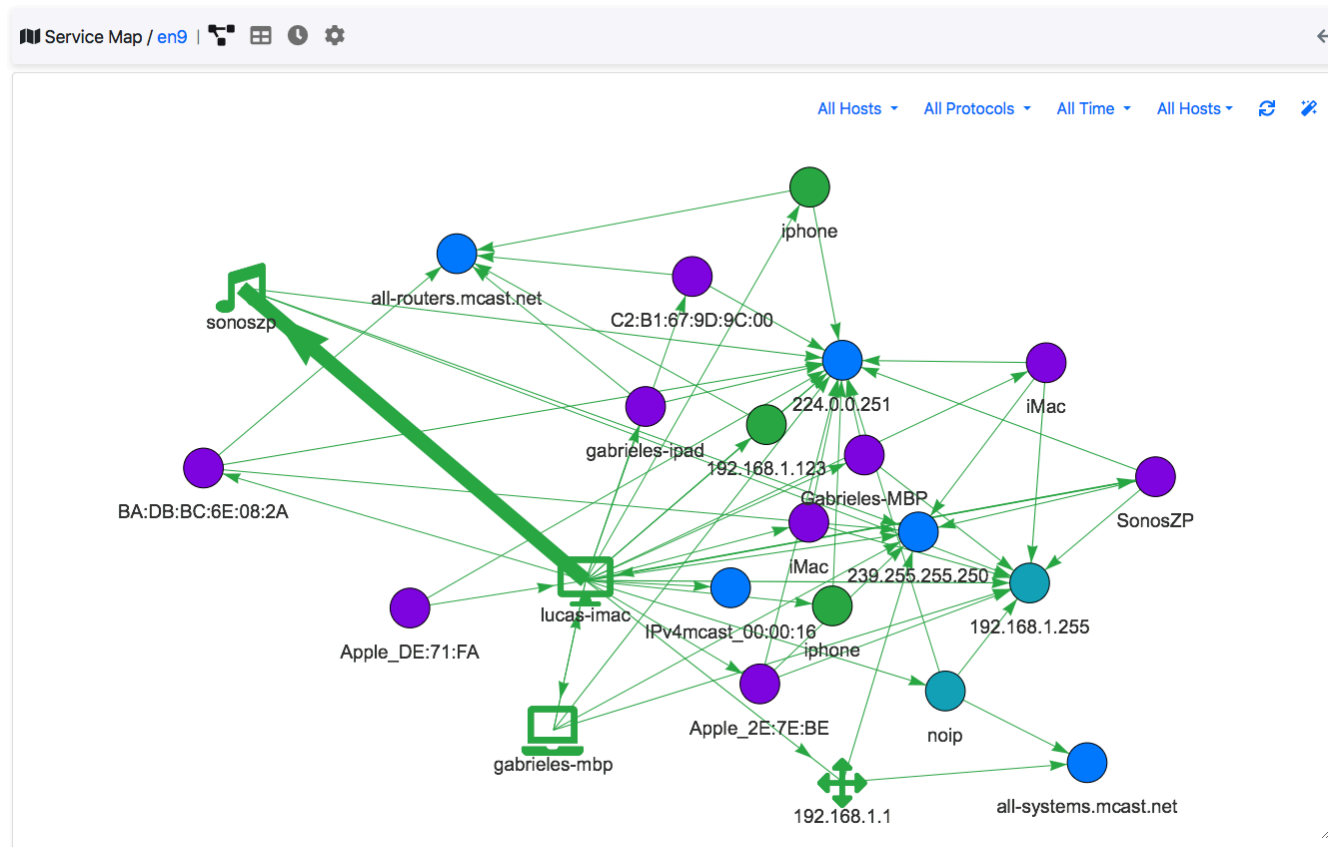 Service Map / en9 |
All Hosts All Protocols All Time All Hosts
iphone
all-routers.mcast.net
sonoszp
C2:B1:67:9D:9C:00
224.0.0.251
iMac
gabrieles-ipad
192.168.1.123
Gabrieles-MBP
BA:DB:BC:6E:08:2A
SonosZP
iMac
239.255.255.250
lucas-imac
IPv4mcast_00:00:16
192.168.1.255
Apple_DE:71:FA
iphone
Apple_2E:7E:BE
noip
gabrieles-mbp
192.168.1.1
all-systems.mcast.net